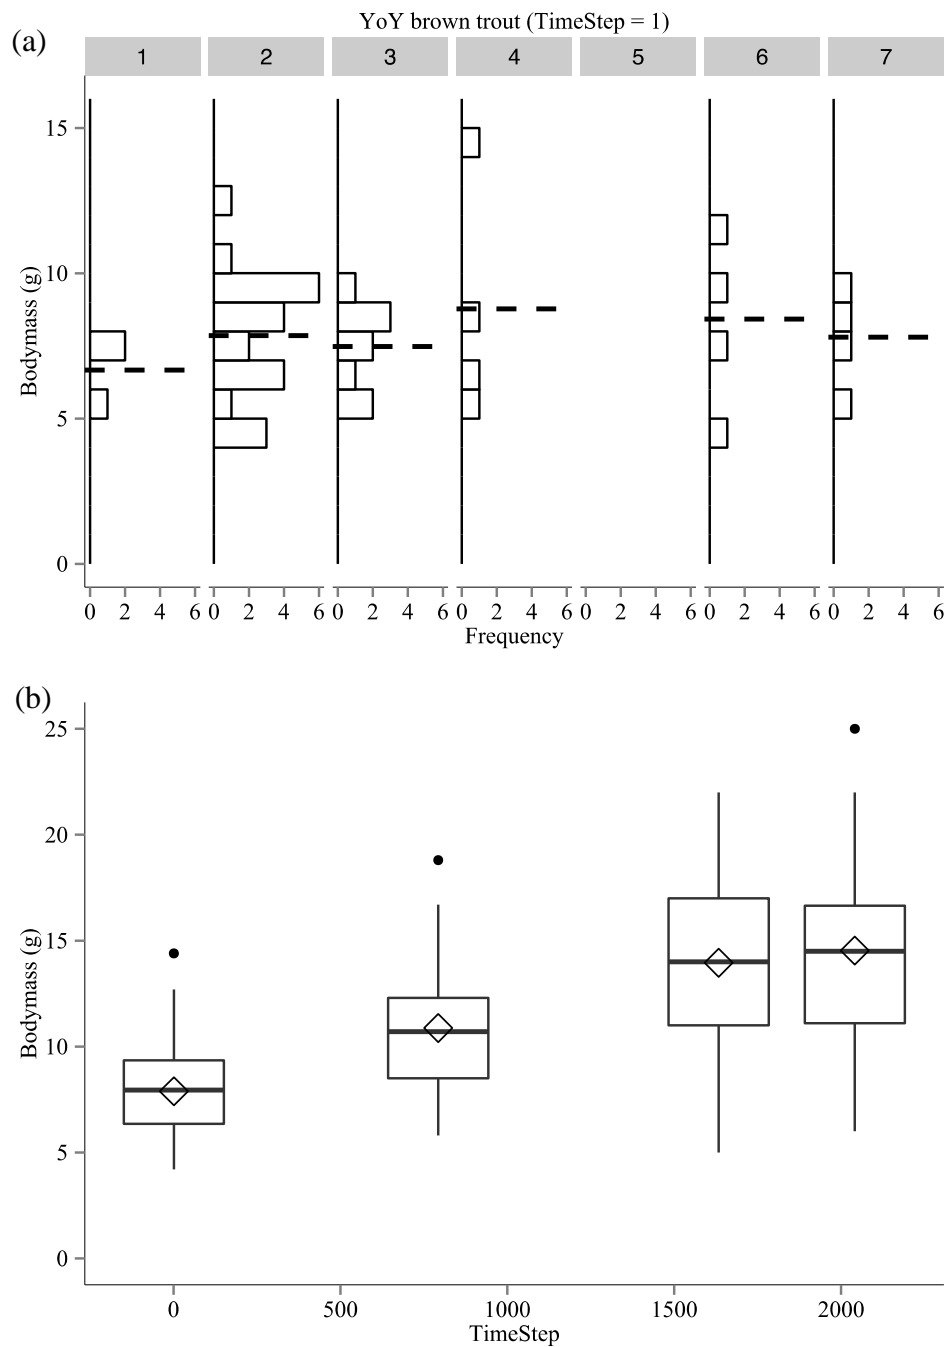 YoY brown trout (TimeStep = 1)
(a)
1 2 3 4 5 6 7
15
10
5
0
Bodymass (g)
0 2 4 6 0 2 4 6 0 2 4 6 0 2 4 6 0 2 4 6 0 2 4 6 0 2 4 6
Frequency
(b)
25
20
15
10
5
0
Bodymass (g)
0 500 1000 1500 2000
TimeStep